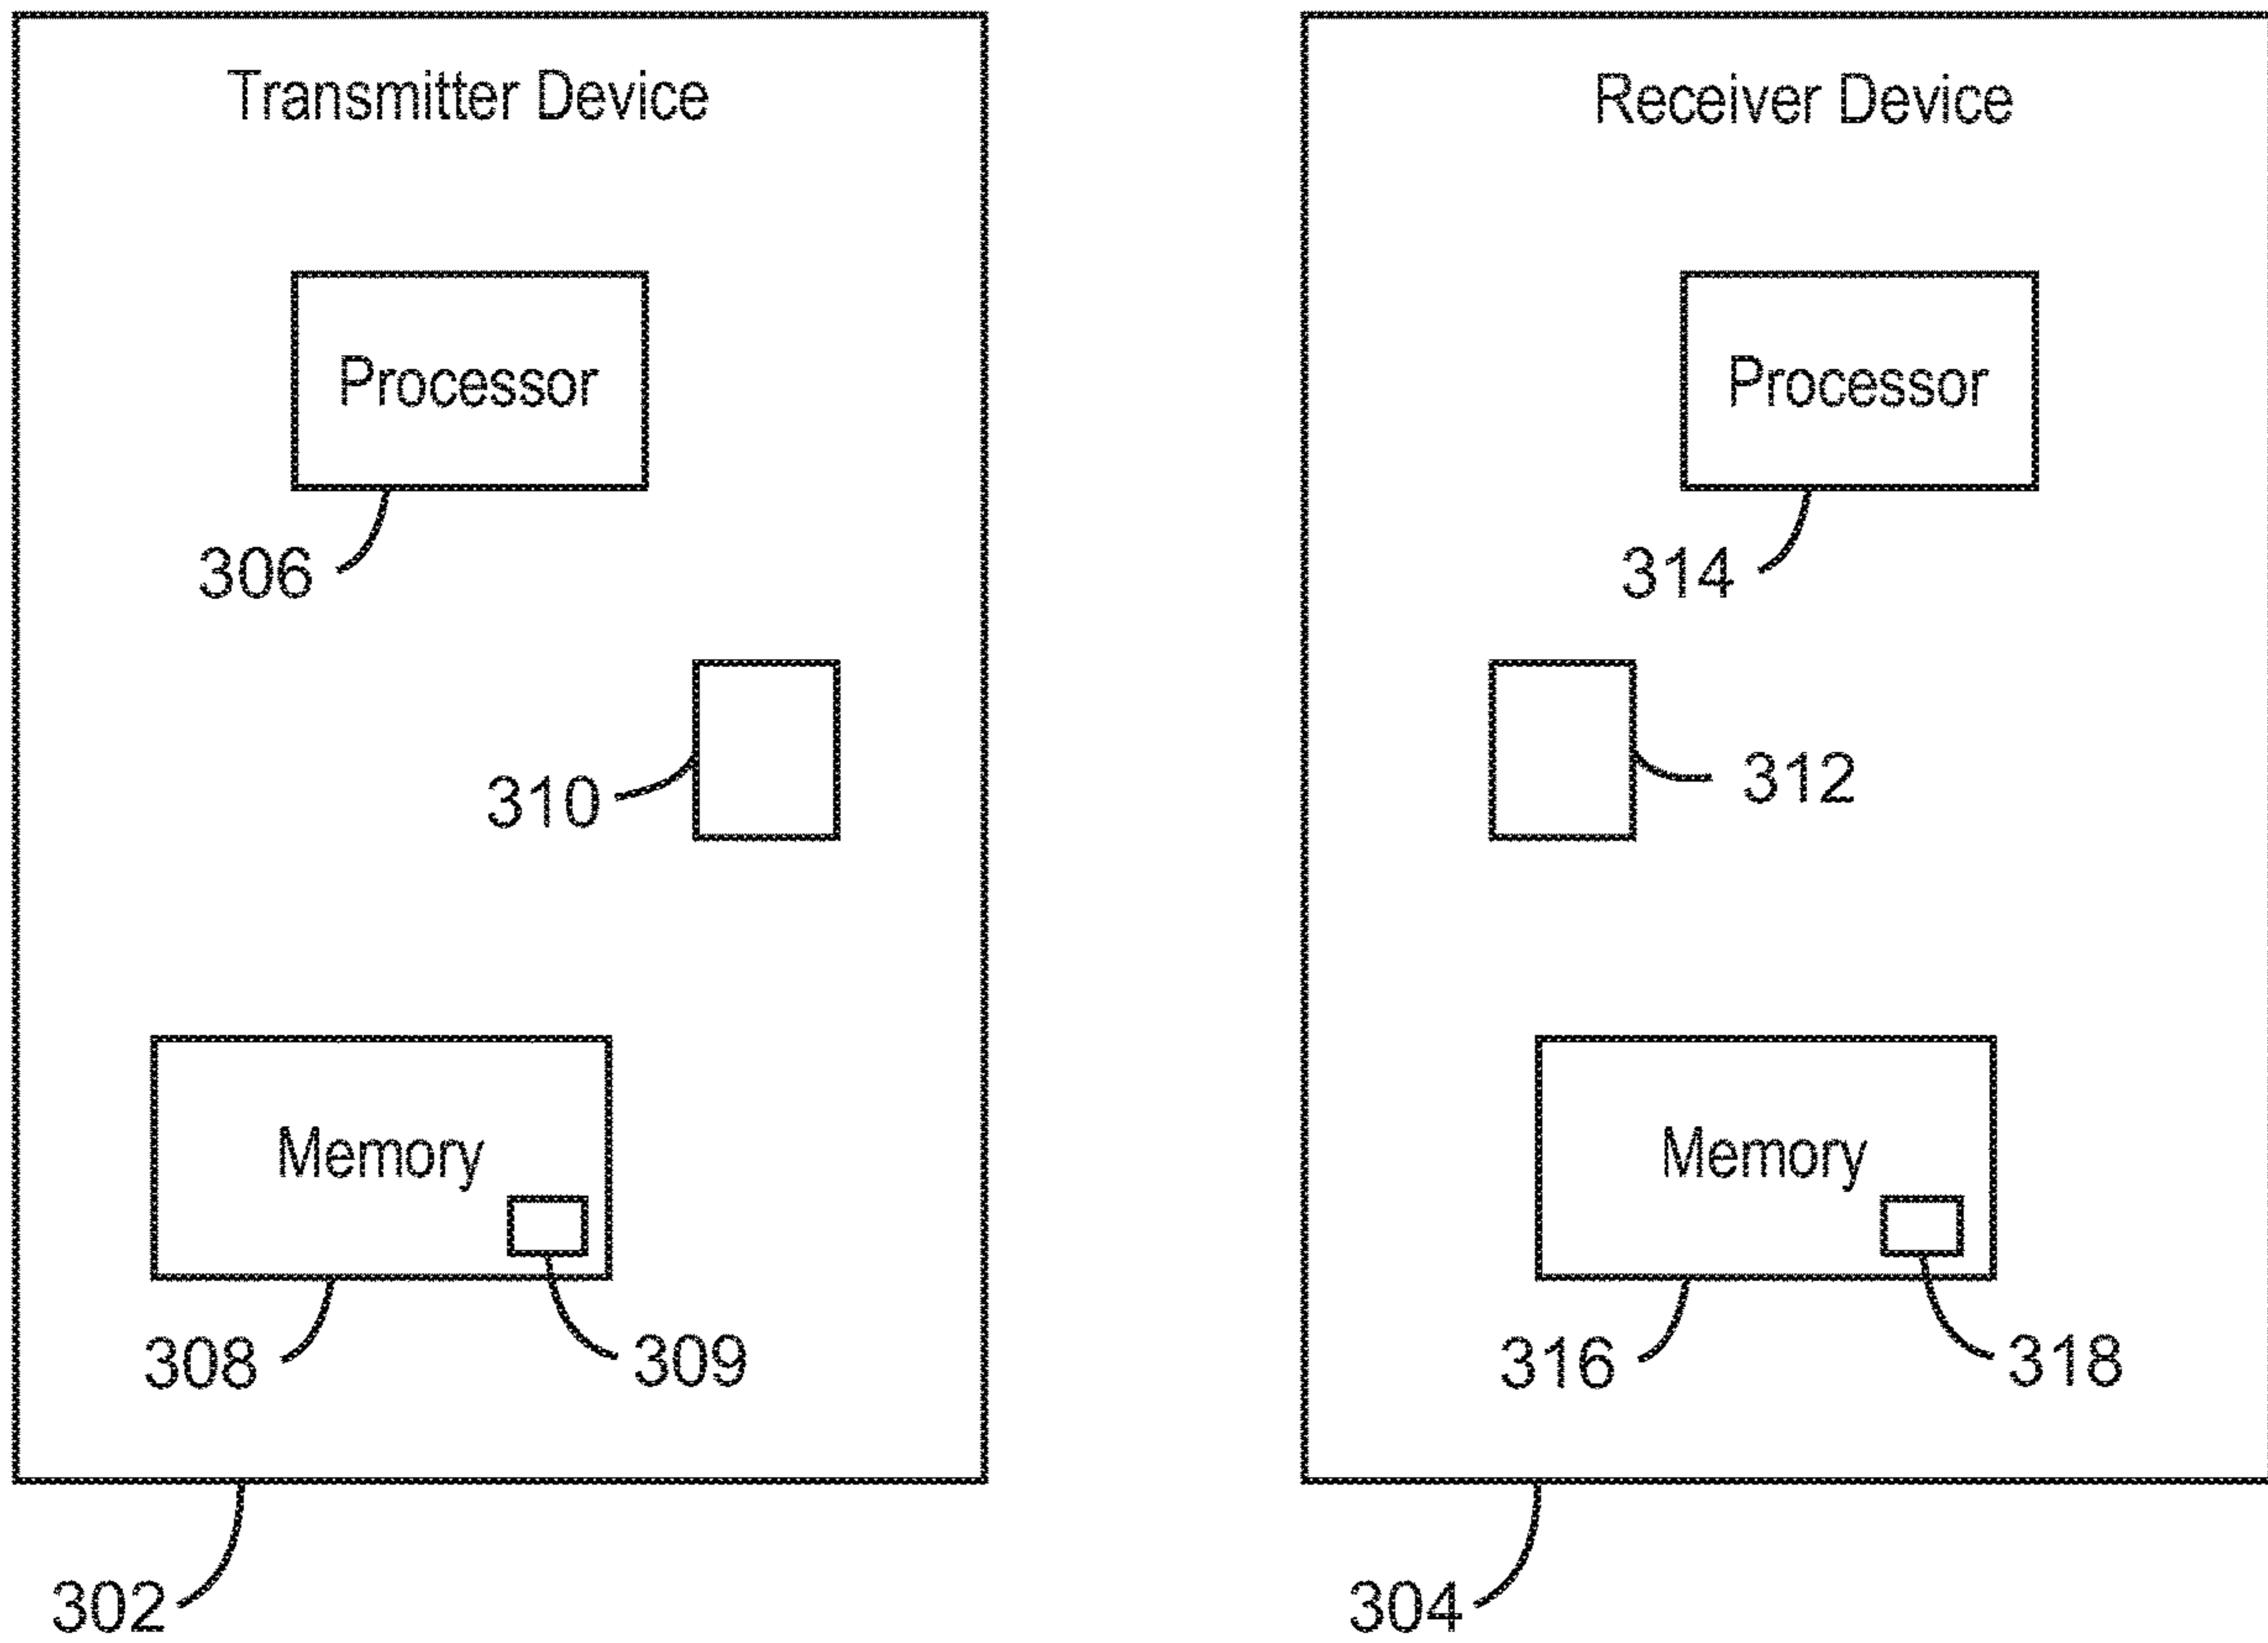 Transmitter Device
Processor
306
310
Memory
308
309
302
Receiver Device
Processor
314
312
Memory
316
318
304